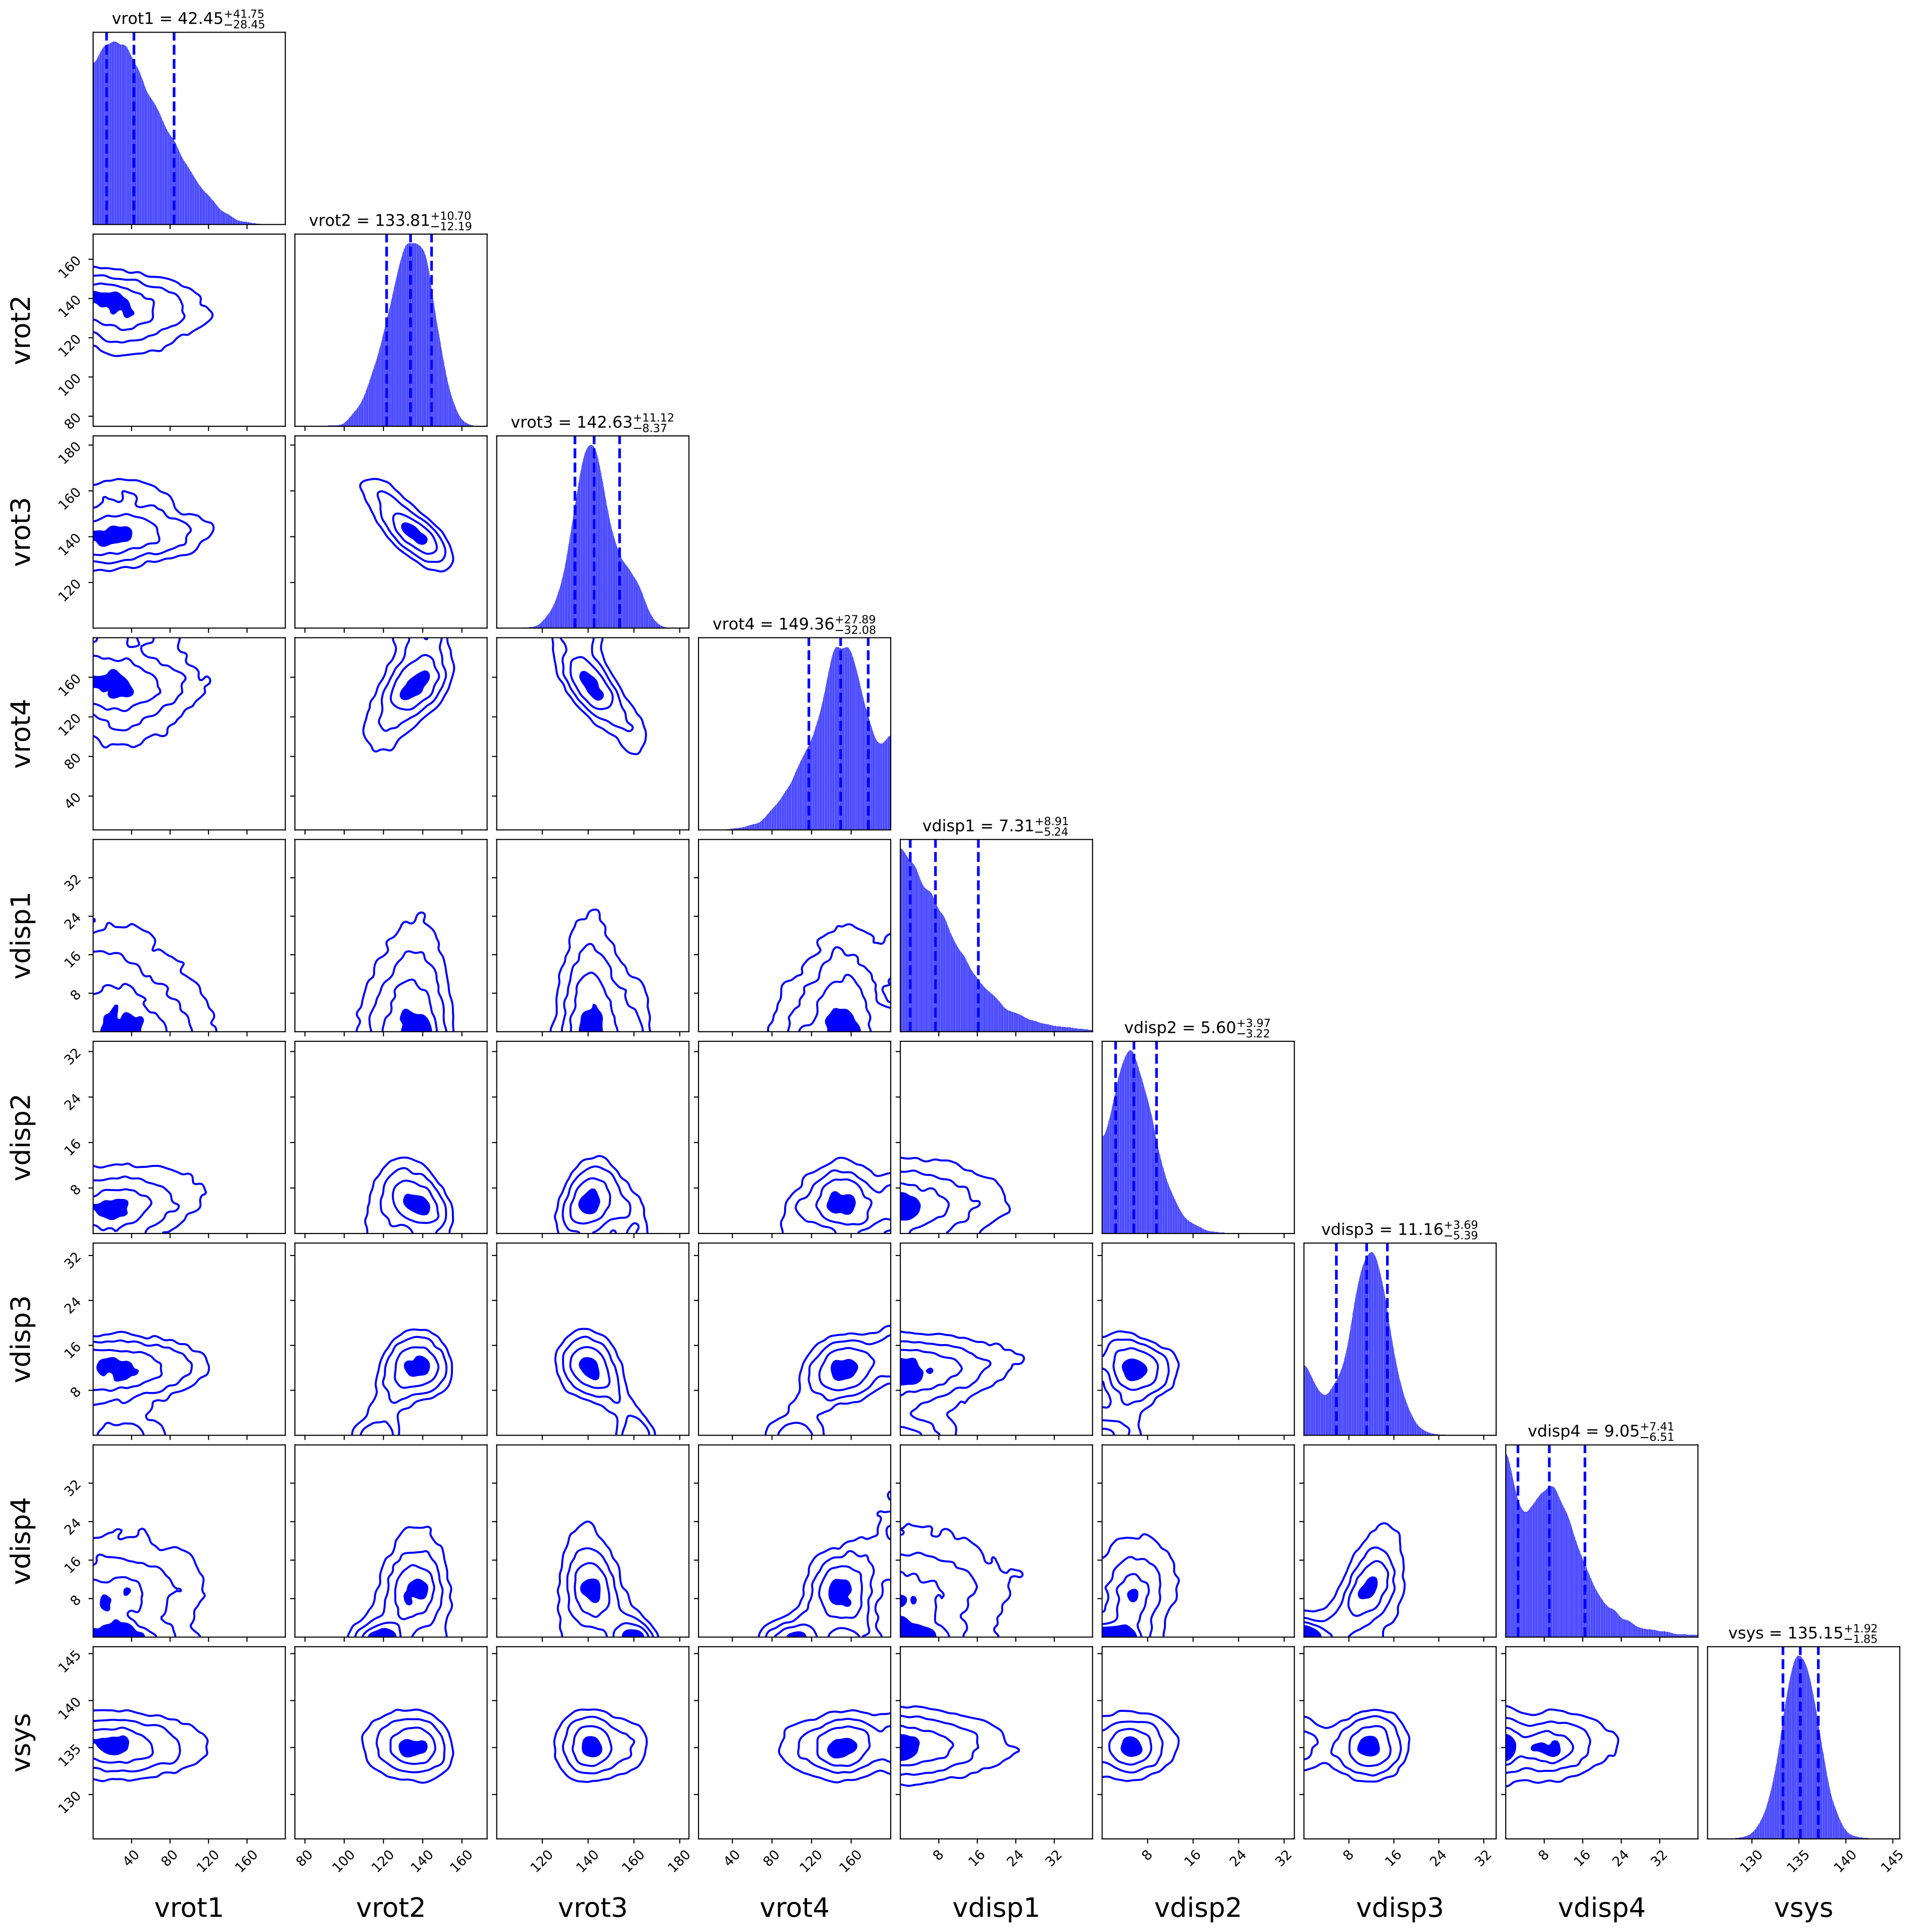 vrot1 = 42.45+41.75 −28.45
vrot2 = 133.81+10.70 −12.19
160
140
120
100
80
vrot2
vrot3 = 142.63+11.12 −8.37
180
160
140
120
vrot3
vrot4 = 149.36+27.89 −32.08
160
120
80
40
vrot4
vdisp1 = 7.31+8.91 −5.24
32
24
16
8
vdisp1
vdisp2 = 5.60+3.97 −3.22
32
24
16
8
vdisp2
vdisp3 = 11.16+3.69 −5.39
32
24
16
8
vdisp3
vdisp4 = 9.05+7.41 −6.51
32
24
16
8
vdisp4
vsys = 135.15+1.92 −1.85
145
140
135
130
vsys
40 80 120 160 80 100 120 140 160 120 140 160 180 40 80 120 160 8 16 24 32 8 16 24 32 8 16 24 32 8 16 24 32 130 135 140 145
vrot1 vrot2 vrot3 vrot4 vdisp1 vdisp2 vdisp3 vdisp4 vsys